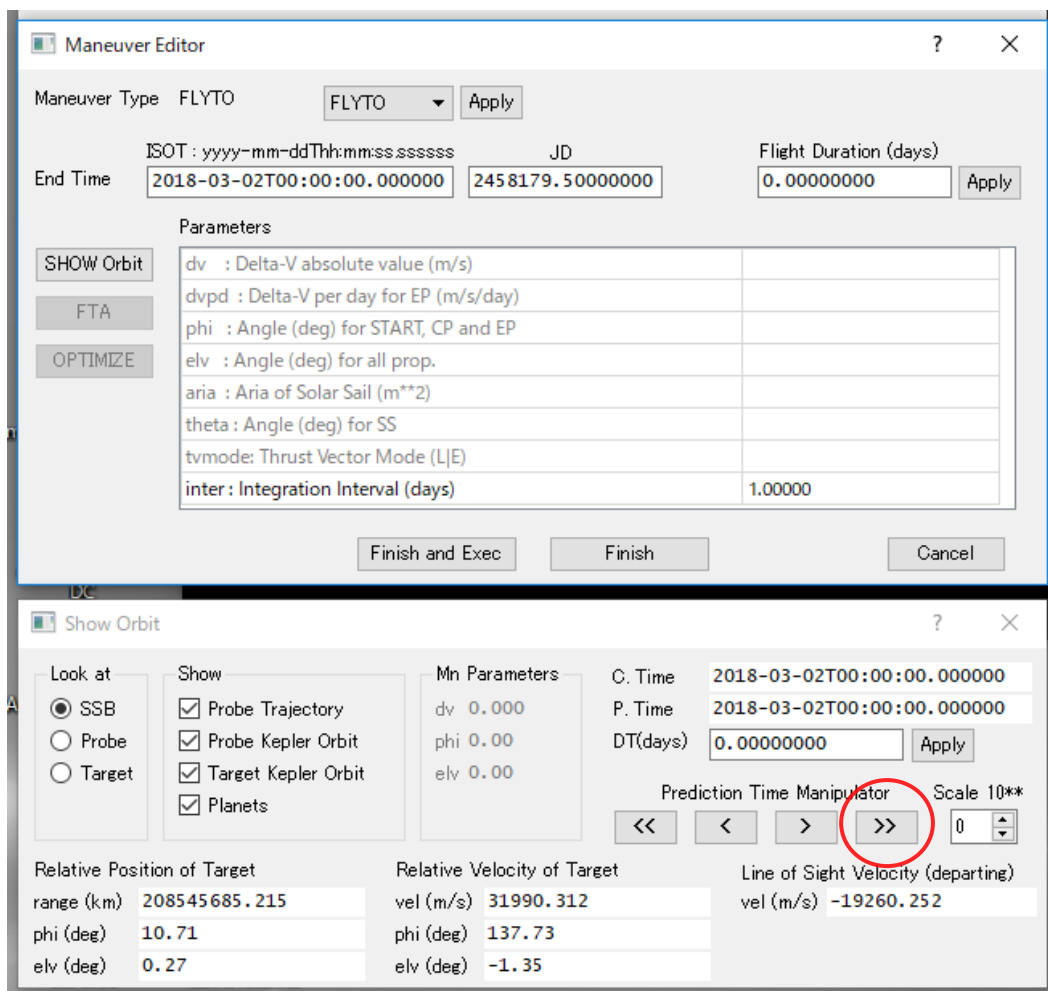 Maneuver Editor ? ×
Maneuver Type FLYTO FLYTO Apply
ISOT : yyyy-mm-ddThh:mm:ss.ssssss JD Flight Duration (days)
End Time 2018-03-02T00:00:00.000000 2458179.50000000 0.00000000 Apply
Parameters
SHOW Orbit
FTA
OPTIMIZE
dv : Delta-V absolute value (m/s)
dvpd : Delta-V per day for EP (m/s/day)
phi : Angle (deg) for START, CP and EP
elv : Angle (deg) for all prop.
aria : Aria of Solar Sail (m**2)
theta : Angle (deg) for SS
tvmode: Thrust Vector Mode (L|E)
inter : Integration Interval (days) 1.00000
Finish and Exec Finish Cancel
Show Orbit ? ×
Look at
SSB
Probe
Target
Show
Probe Trajectory
Probe Kepler Orbit
Target Kepler Orbit
Planets
Mn Parameters
dv 0.000
phi 0.00
elv 0.00
C. Time 2018-03-02T00:00:00.000000
P. Time 2018-03-02T00:00:00.000000
DT(days) 0.00000000 Apply
Prediction Time Manipulator Scale 10**
<< < > >> 0
Relative Position of Target
range (km) 208545685.215
phi (deg) 10.71
elv (deg) 0.27
Relative Velocity of Target
vel (m/s) 31990.312
phi (deg) 137.73
elv (deg) -1.35
Line of Sight Velocity (departing)
vel (m/s) -19260.252